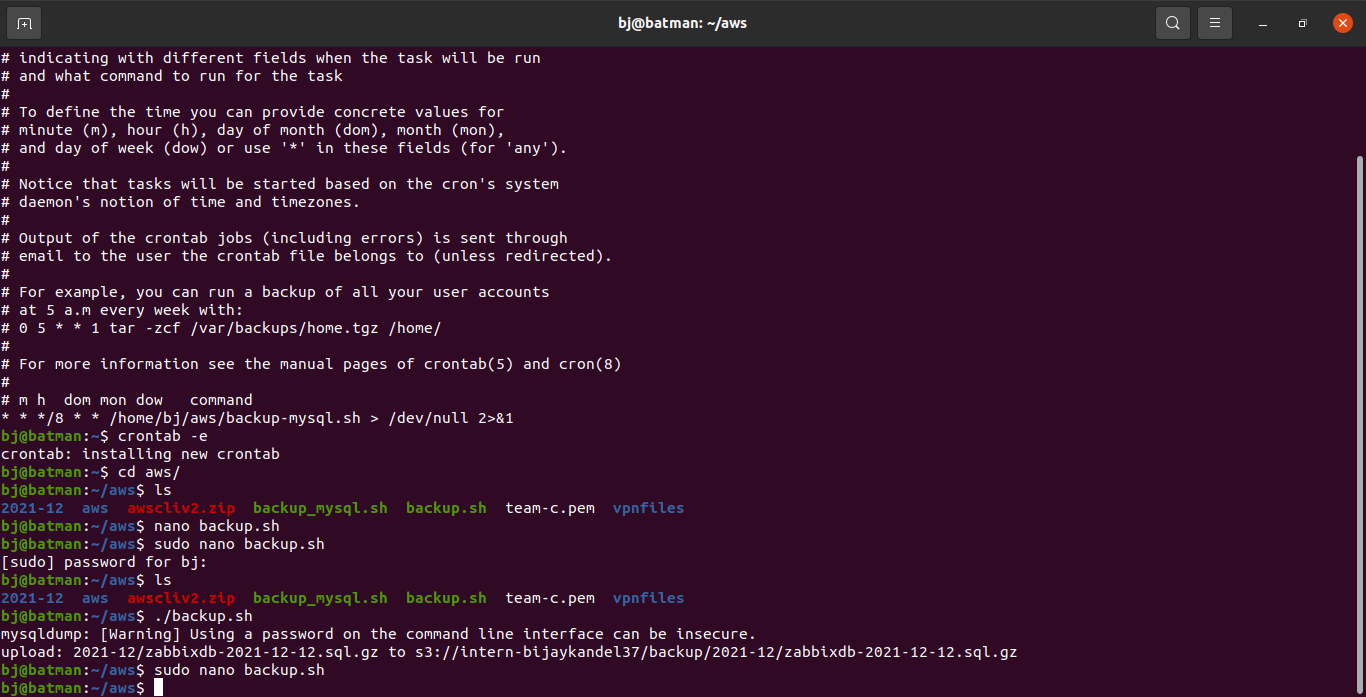 bj@batman: ~/aws
# indicating with different fields when the task will be run
# and what command to run for the task
#
# To define the time you can provide concrete values for
# minute (m), hour (h), day of month (dom), month (mon),
# and day of week (dow) or use '*' in these fields (for 'any').
#
# Notice that tasks will be started based on the cron's system
# daemon's notion of time and timezones.
#
# Output of the crontab jobs (including errors) is sent through
# email to the user the crontab file belongs to (unless redirected).
#
# For example, you can run a backup of all your user accounts
# at 5 a.m every week with:
# 0 5 * * 1 tar -zcf /var/backups/home.tgz /home/
#
# For more information see the manual pages of crontab(5) and cron(8)
#
# m h  dom mon dow   command
* * */8 * * /home/bj/aws/backup-mysql.sh > /dev/null 2>&1
bj@batman:~$ crontab -e
crontab: installing new crontab
bj@batman:~$ cd aws/
bj@batman:~/aws$ ls
2021-12  aws  awscliv2.zip  backup_mysql.sh  backup.sh  team-c.pem  vpnfiles
bj@batman:~/aws$ nano backup.sh
bj@batman:~/aws$ sudo nano backup.sh
[sudo] password for bj:
bj@batman:~/aws$ ls
2021-12  aws  awscliv2.zip  backup_mysql.sh  backup.sh  team-c.pem  vpnfiles
bj@batman:~/aws$ ./backup.sh
mysqldump: [Warning] Using a password on the command line interface can be insecure.
upload: 2021-12/zabbixdb-2021-12-12.sql.gz to s3://intern-bijaykandel37/backup/2021-12/zabbixdb-2021-12-12.sql.gz
bj@batman:~/aws$ sudo nano backup.sh
bj@batman:~/aws$